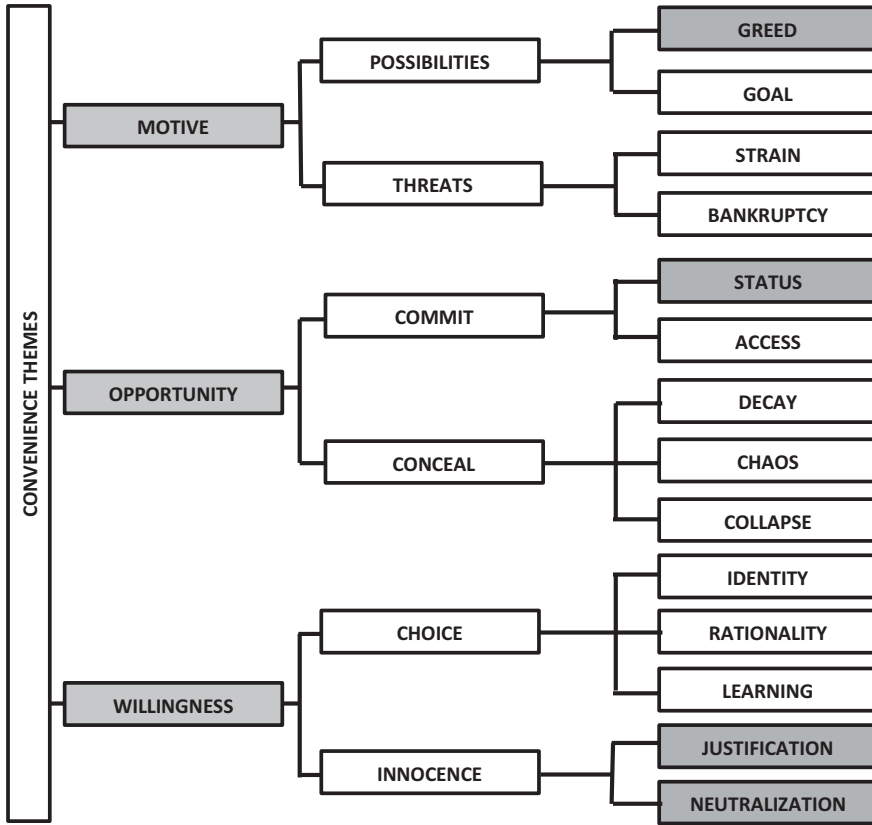 CONVENIENCE THEMES
MOTIVE
POSSIBILITIES
GREED
GOAL
THREATS
STRAIN
BANKRUPTCY
OPPORTUNITY
COMMIT
STATUS
ACCESS
CONCEAL
DECAY
CHAOS
COLLAPSE
WILLINGNESS
CHOICE
IDENTITY
RATIONALITY
LEARNING
INNOCENCE
JUSTIFICATION
NEUTRALIZATION